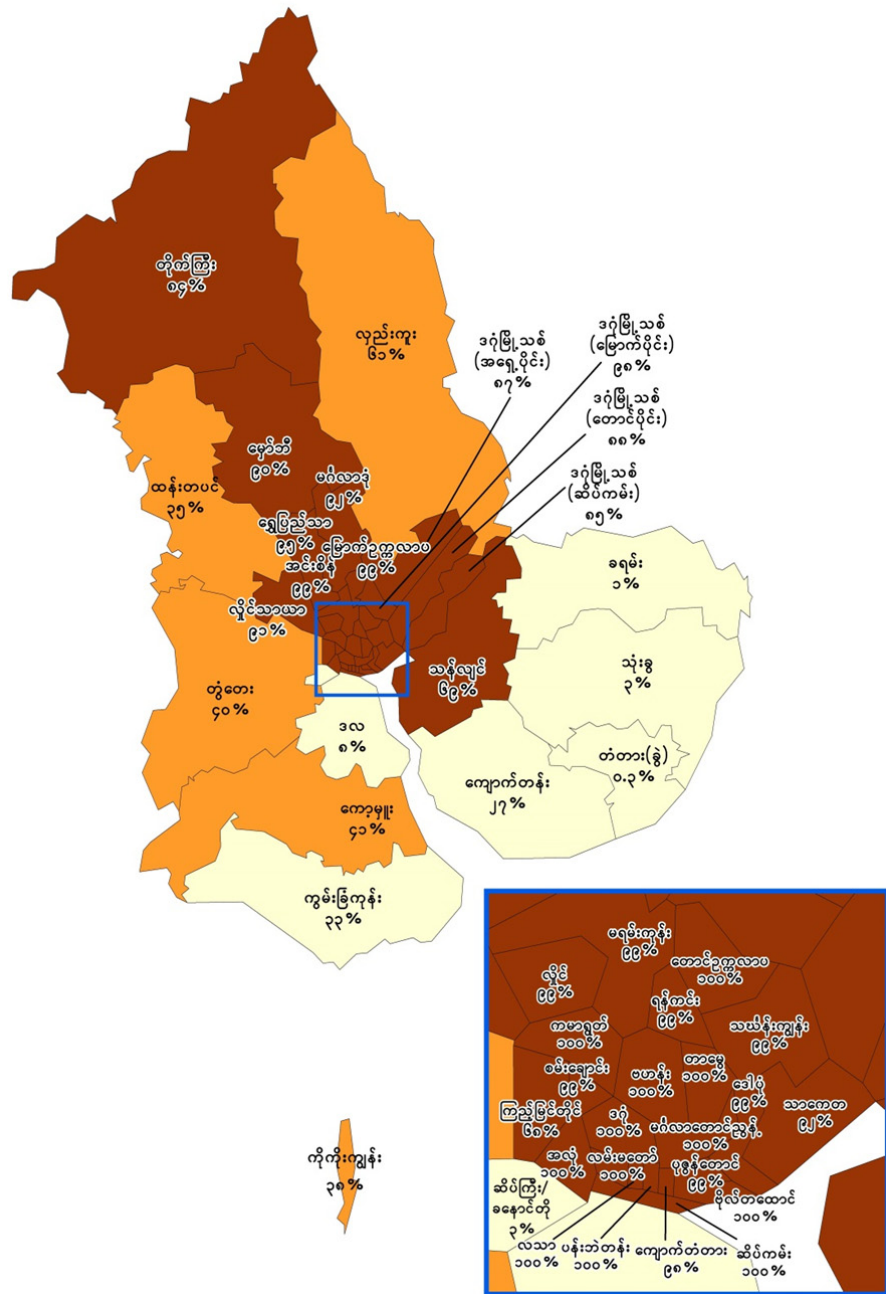 တိုက်ကြီး
၈၄%
လှည်းကူး
၆၁%
ဒဂုံမြို့သစ်
(အရှေ့ပိုင်း)
၈၇%
ဒဂုံမြို့သစ်
(မြောက်ပိုင်း)
၉၈%
ဒဂုံမြို့သစ်
(တောင်ပိုင်း)
၈၈%
ဒဂုံမြို့သစ်
(ဆိပ်ကမ်း)
၈၅%
မှော်ဘီ
၉၀%
မင်္ဂလာဒုံ
၉၂%
ထန်းတပင်
၃၅%
ရွှေပြည်သာ
၉၅%
မြောက်ဥက္ကလာပ
၉၉%
အင်းစိန်
၉၉%
လှိုင်သာယာ
၉၁%
ခရမ်း
၁%
သုံးခွ
၃%
သန်လျင်
၆၉%
တွံတေး
၄၀%
ဒလ
၈%
တံတား(ခွဲ)
၀.၃%
ကျောက်တန်း
၂၇%
ကော့မှူး
၄၁%
ကွမ်းခြံကုန်း
၃၃%
ကိုကိုးကျွန်း
၃၈%
မရမ်းကုန်း
၉၉%
တောင်ဥက္ကလာပ
၁၀၀%
လှိုင်
၉၉%
ရန်ကင်း
၉၉%
ကမာရွတ်
၁၀၀%
သင်္ဃန်းကျွန်း
၉၉%
စမ်းချောင်း
၉၉%
ဗဟန်း
၁၀၀%
တာမွေ
၁၀၀%
ဒေါပုံ
၉၉%
သာကေတ
၉၂%
ကြည့်မြင်တိုင်
၆၈%
ဒဂုံ
၁၀၀%
မင်္ဂလာတောင်ညွန့်
၁၀၀%
အလုံ
၁၀၀%
လမ်းမတော်
၁၀၀%
ပုဇွန်တောင်
၉၉%
ဗိုလ်တထောင်
၁၀၀%
ဆိပ်ကြီး/
ခနောင်တို
၃%
လသာ
၁၀၀%
ပန်းဘဲတန်း
၁၀၀%
ကျောက်တံတား
၉၈%
ဆိပ်ကမ်း
၁၀၀%